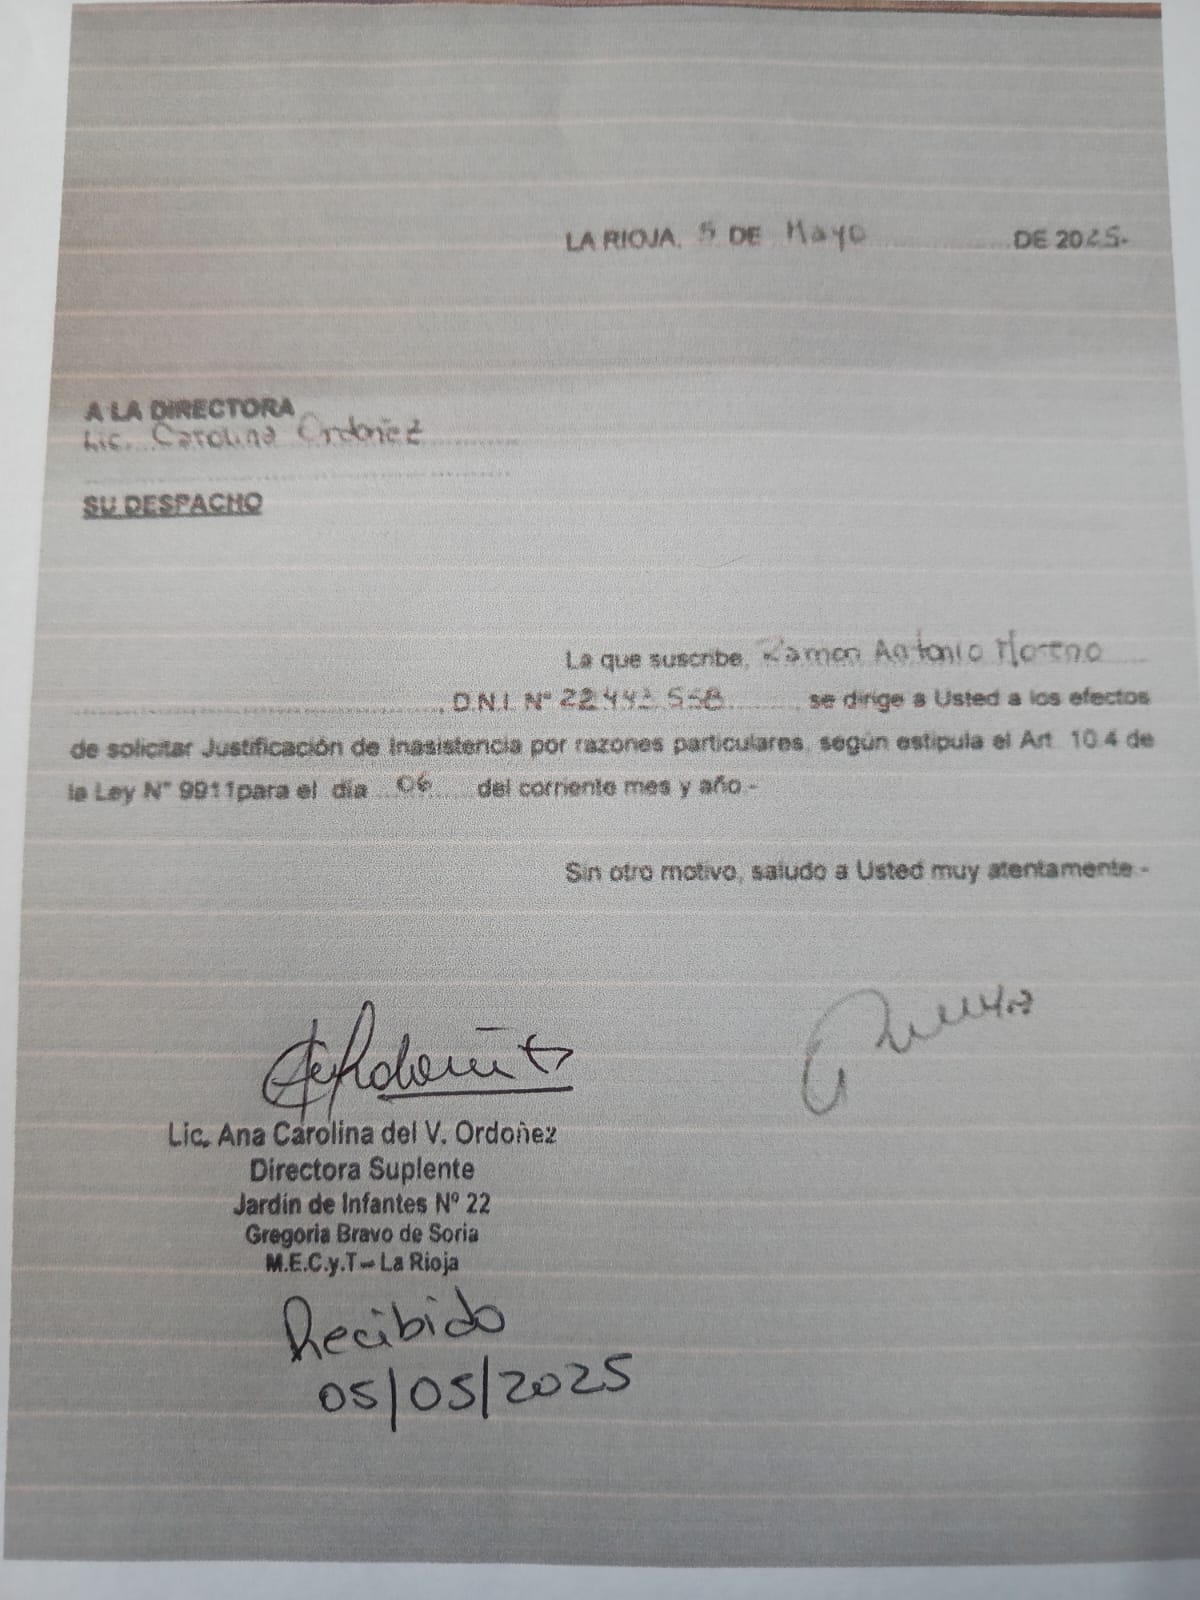 LA RIOJA, 5 DE Mayo DE 2025.-
A LA DIRECTORA
Lic. Carolina Ordoñez
SU DESPACHO
La que suscribe, Ramon Antonio Moreno
, D.N.I. N° se dirige a Usted a los efectos
de solicitar Justificación de Inasistencia por razones particulares, según estipula el Art. 10.4 de
la Ley N° 9911para el día 06 del corriente mes y año.-
Sin otro motivo, saludo a Usted muy atentamente.-
Lic. Ana Carolina del V. Ordoñez
Directora Suplente
Jardín de Infantes Nº 22
Gregoria Bravo de Soria
M.E.C.y.T– La Rioja
Recibido
05/05/2025